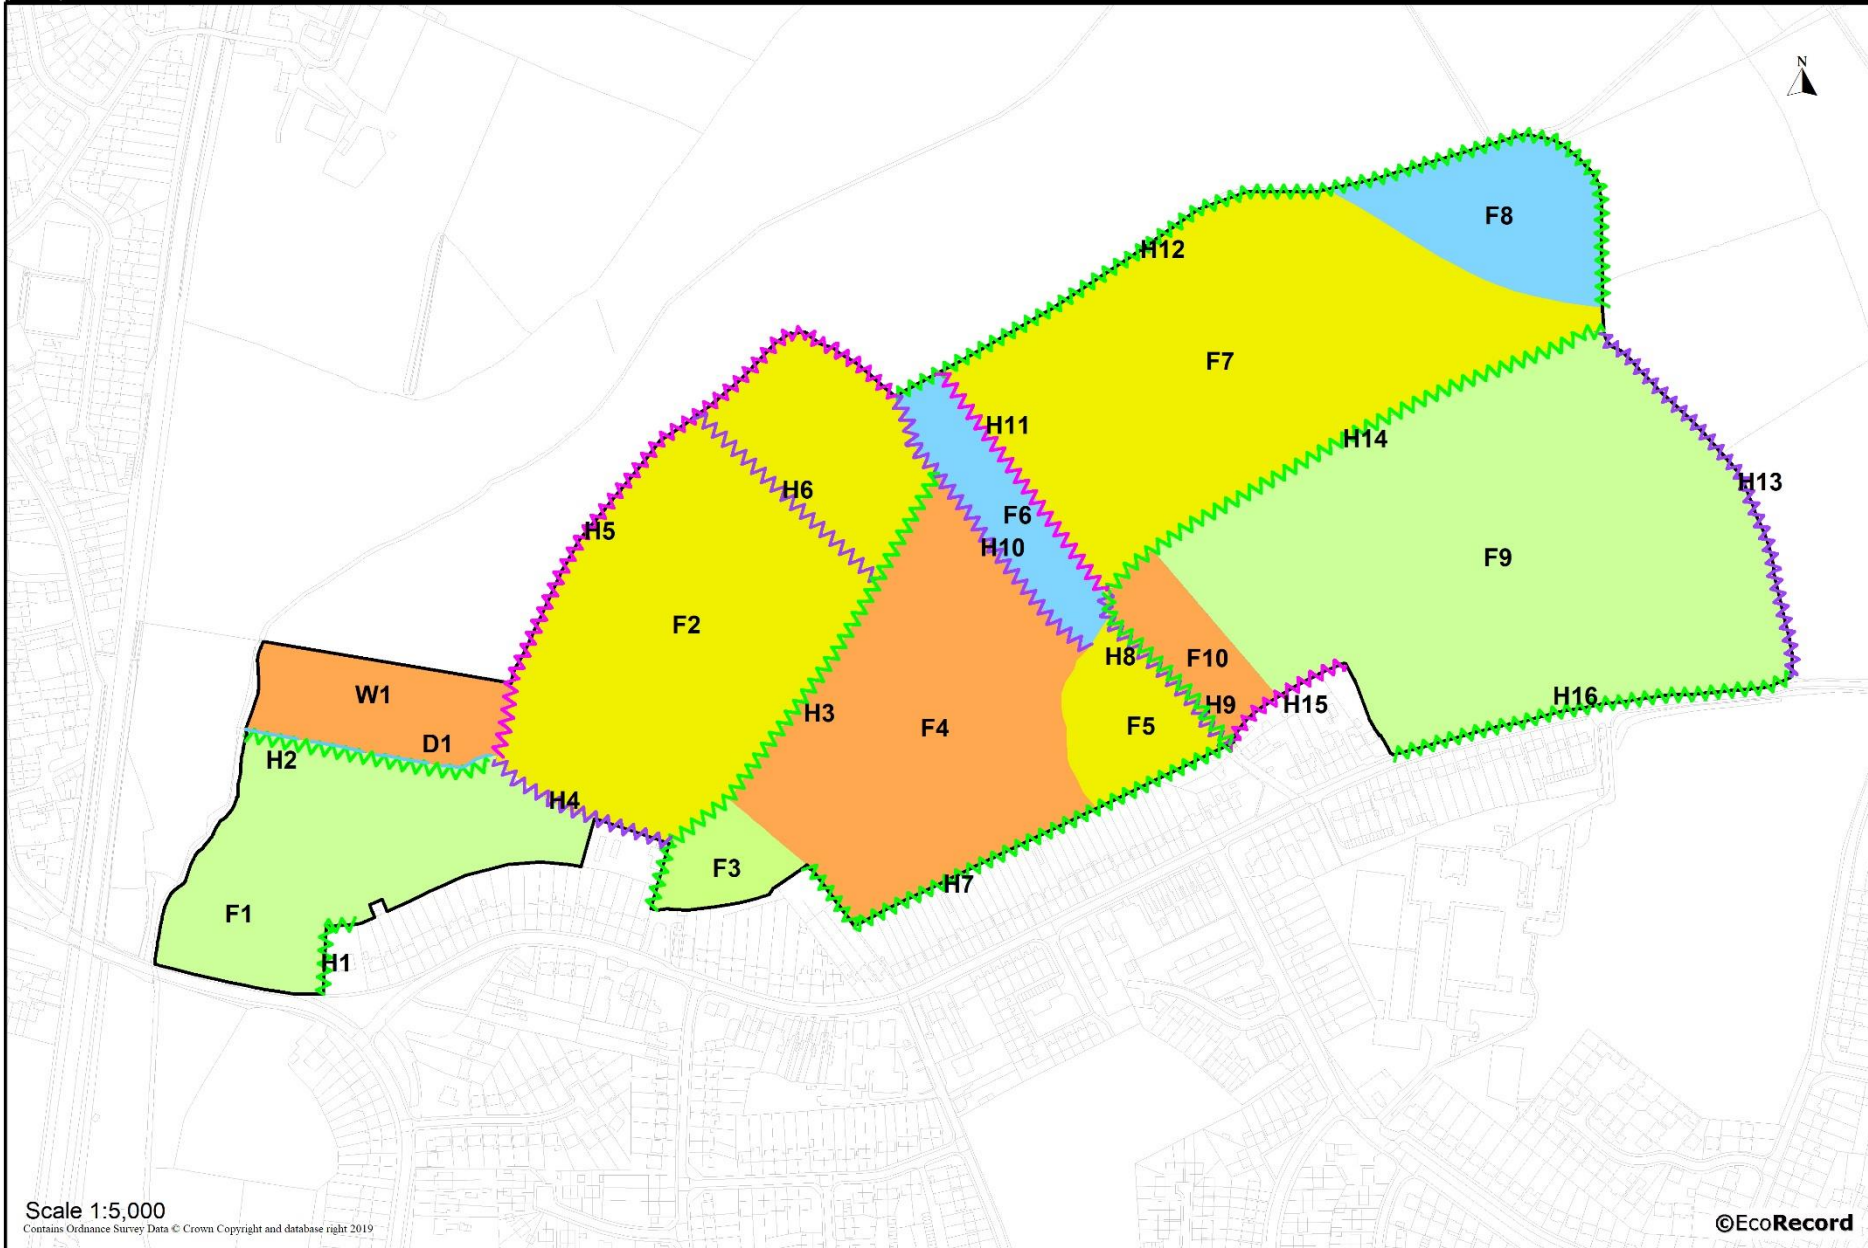 N
F8
H12
F7
H11
H14
H6
H13
H5
F6
H10
F9
F2
H8
F10
W1
H9
H15
H16
H3
F4
F5
D1
H2
H4
F3
H7
F1
H1
Scale 1:5,000
Contains Ordnance Survey Data © Crown Copyright and database right 2019
©EcoRecord